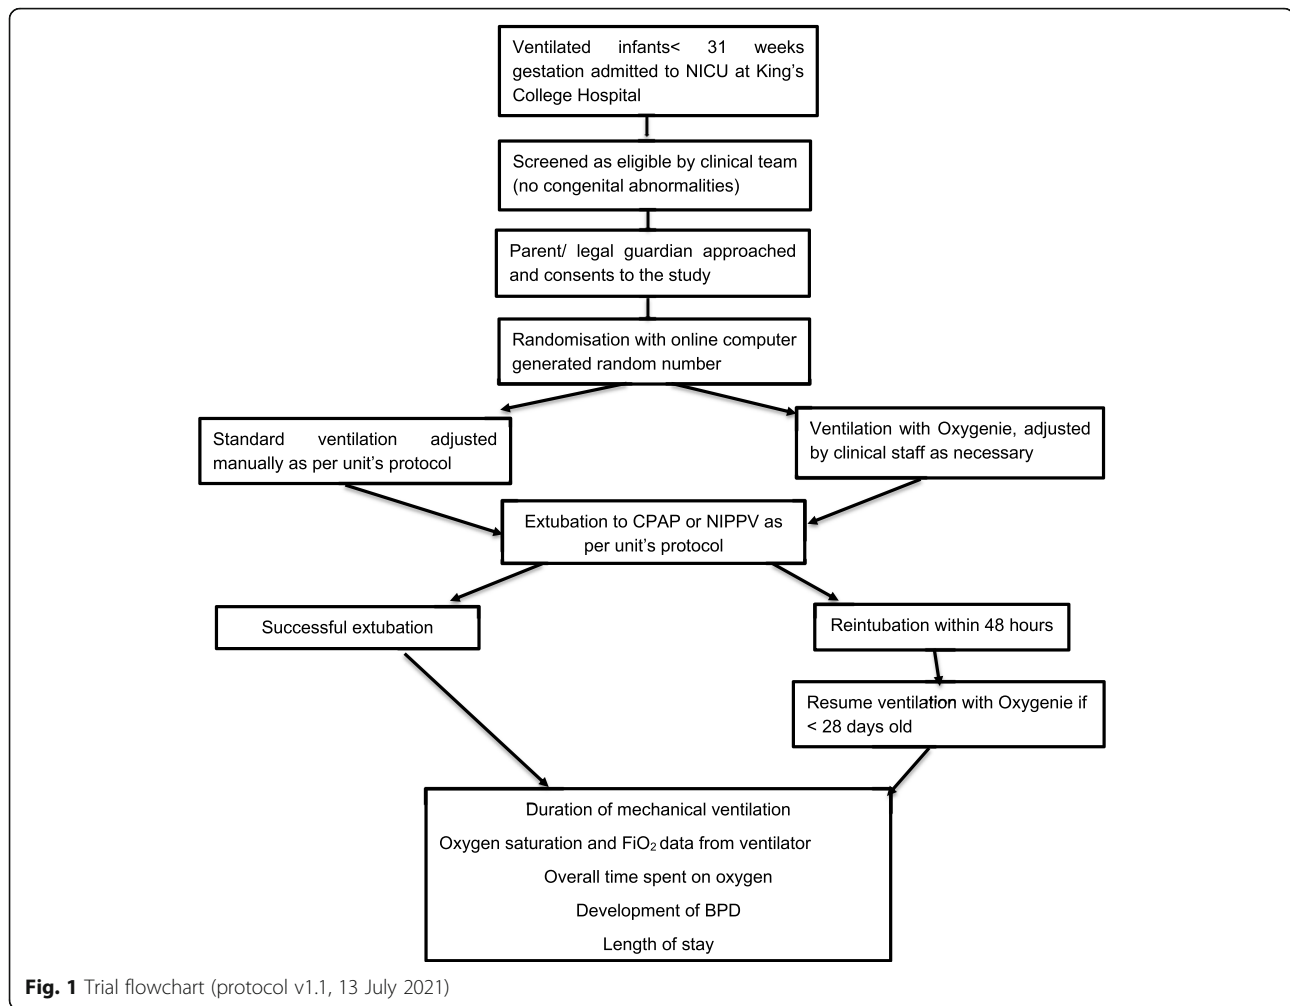 Ventilated infants< 31 weeks
gestation admitted to NICU at King's
College Hospital
Screened as eligible by clinical team
(no congenital abnormalities)
Parent/ legal guardian approached
and consents to the study
Randomisation with online computer
generated random number
Standard ventilation adjusted
manually as per unit's protocol
Ventilation with Oxygenie, adjusted
by clinical staff as necessary
Extubation to CPAP or NIPPV as
per unit's protocol
Successful extubation
Reintubation within 48 hours
Resume ventilation with Oxygenie if
< 28 days old
Duration of mechanical ventilation
Oxygen saturation and FiO₂ data from ventilator
Overall time spent on oxygen
Development of BPD
Length of stay
Fig. 1 Trial flowchart (protocol v1.1, 13 July 2021)